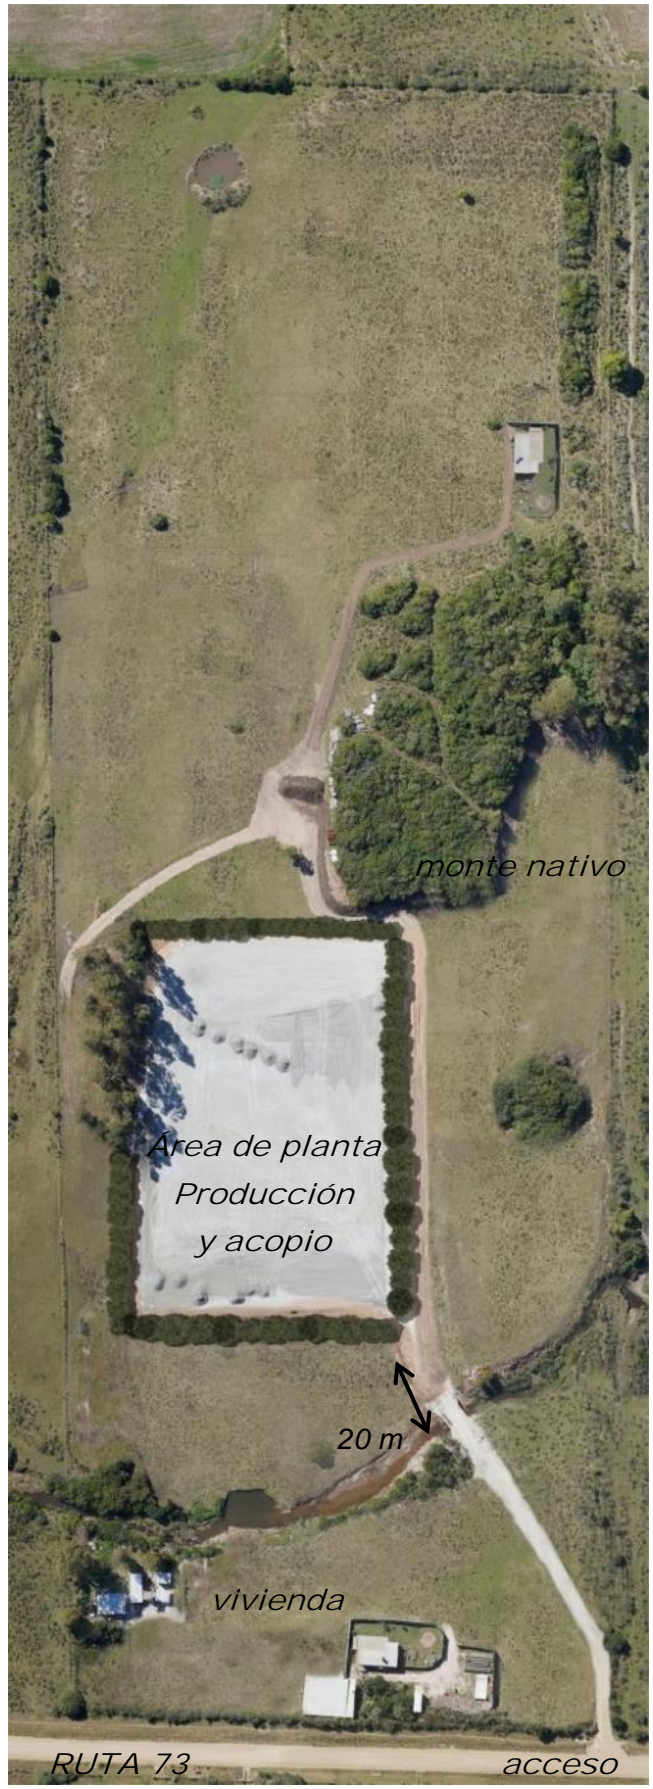 monte nativo
Área de planta
Producción
y acopio
20 m
vivienda
RUTA 73
acceso